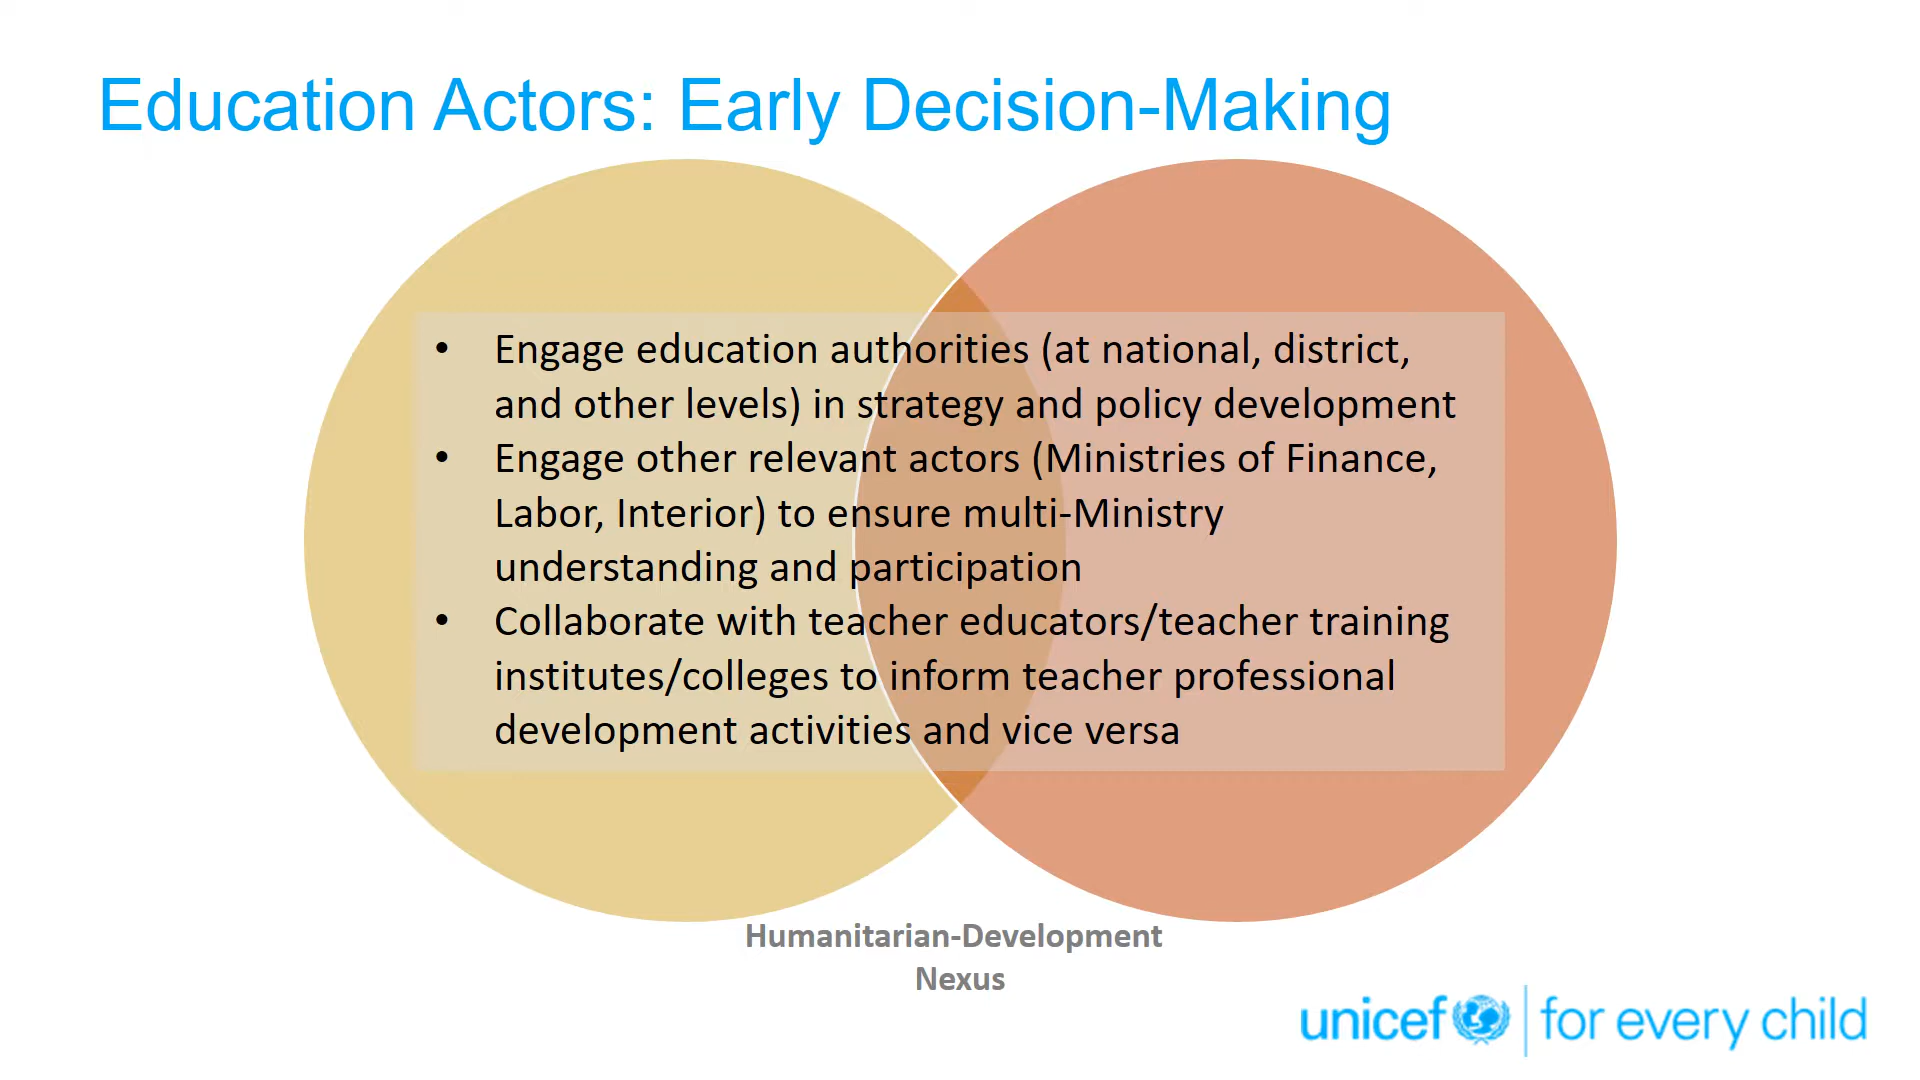 Education Actors: Early Decision-Making
• Engage education authorities (at national, district,
and other levels) in strategy and policy development
• Engage other relevant actors (Ministries of Finance,
Labor, Interior) to ensure multi-Ministry
understanding and participation
• Collaborate with teacher educators/teacher training
institutes/colleges to inform teacher professional
development activities and vice versa
Humanitarian-Development
Nexus
unicef | for every child